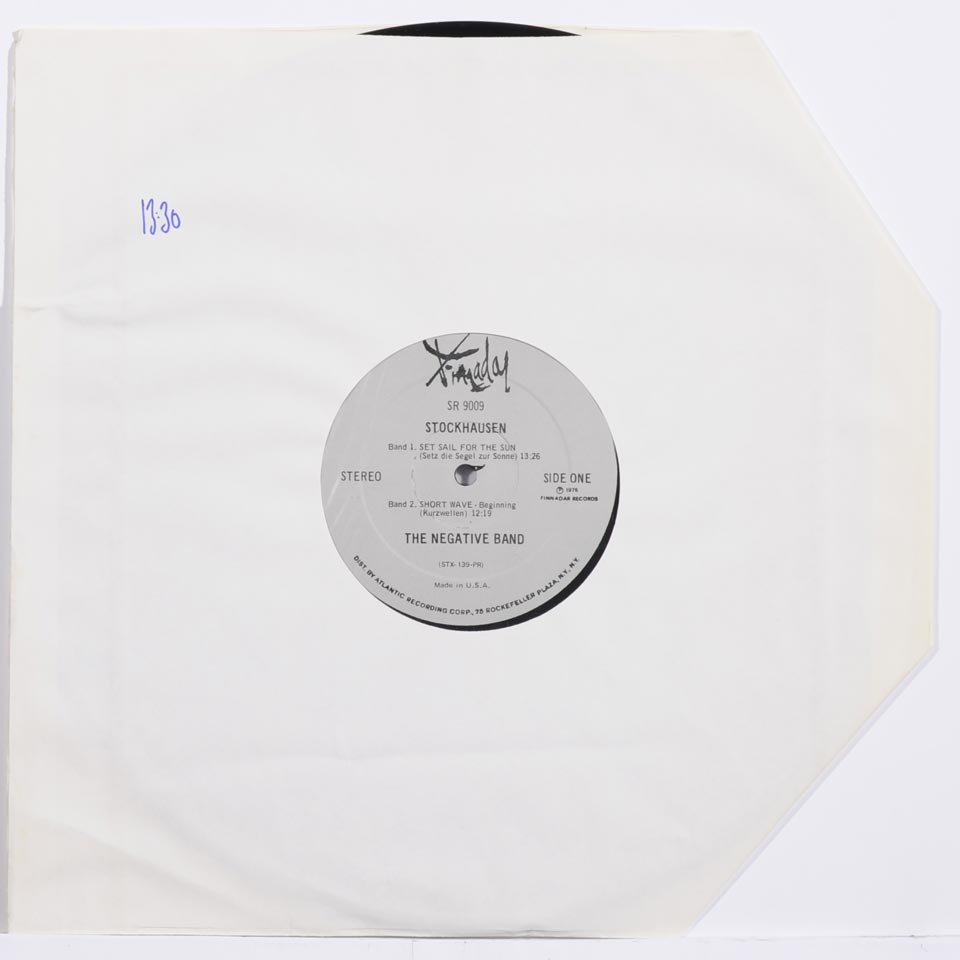 13:30
Finnadar
SR 9009
STOCKHAUSEN
Band 1. SET SAIL FOR THE SUN
(Setz die Segel zur Sonne) 13:26
STEREO
SIDE ONE
Ⓟ 1975
FINNADAR RECORDS
Band 2. SHORT WAVE - Beginning
(Kurzwellen) 12:19
THE NEGATIVE BAND
(STX-139-PR)
Made in U.S.A.
DIST. BY ATLANTIC RECORDING CORP., 75 ROCKEFELLER PLAZA, N.Y., N.Y.